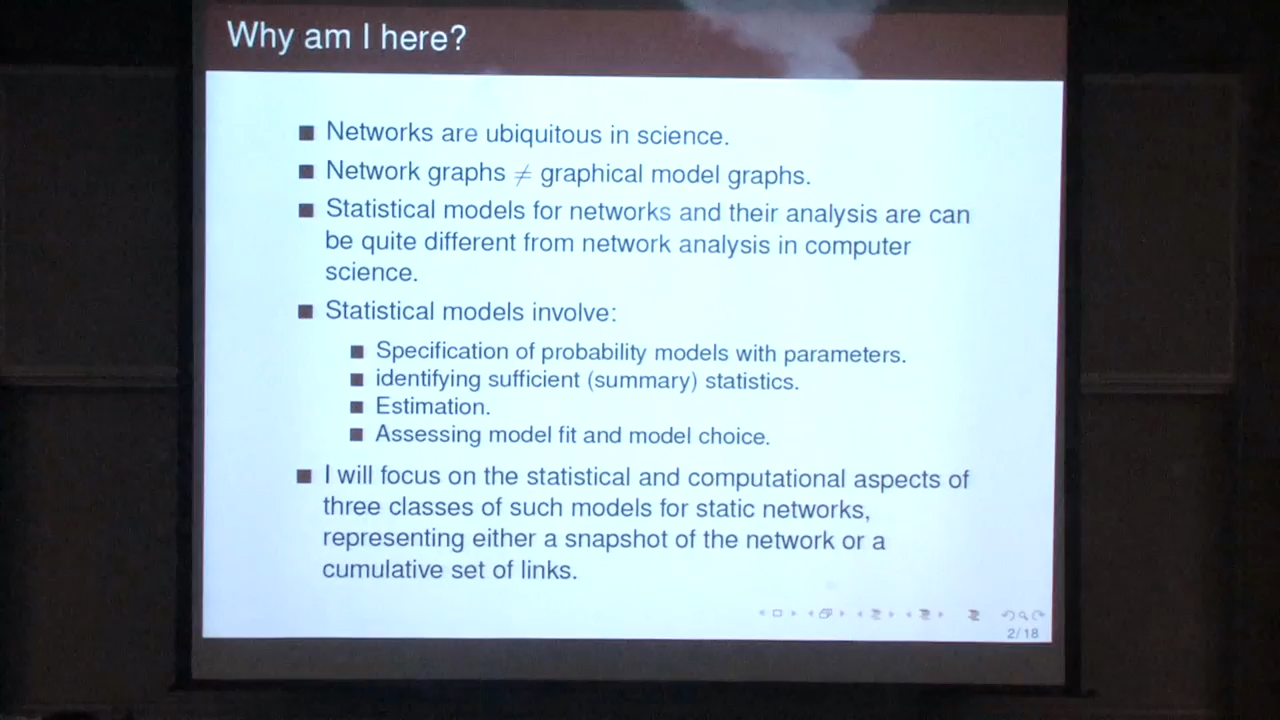 Why am I here?
Networks are ubiquitous in science.
Network graphs ≠ graphical model graphs.
Statistical models for networks and their analysis are can
be quite different from network analysis in computer
science.
Statistical models involve:
Specification of probability models with parameters.
identifying sufficient (summary) statistics.
Estimation.
Assessing model fit and model choice.
I will focus on the statistical and computational aspects of
three classes of such models for static networks,
representing either a snapshot of the network or a
cumulative set of links.
2/18